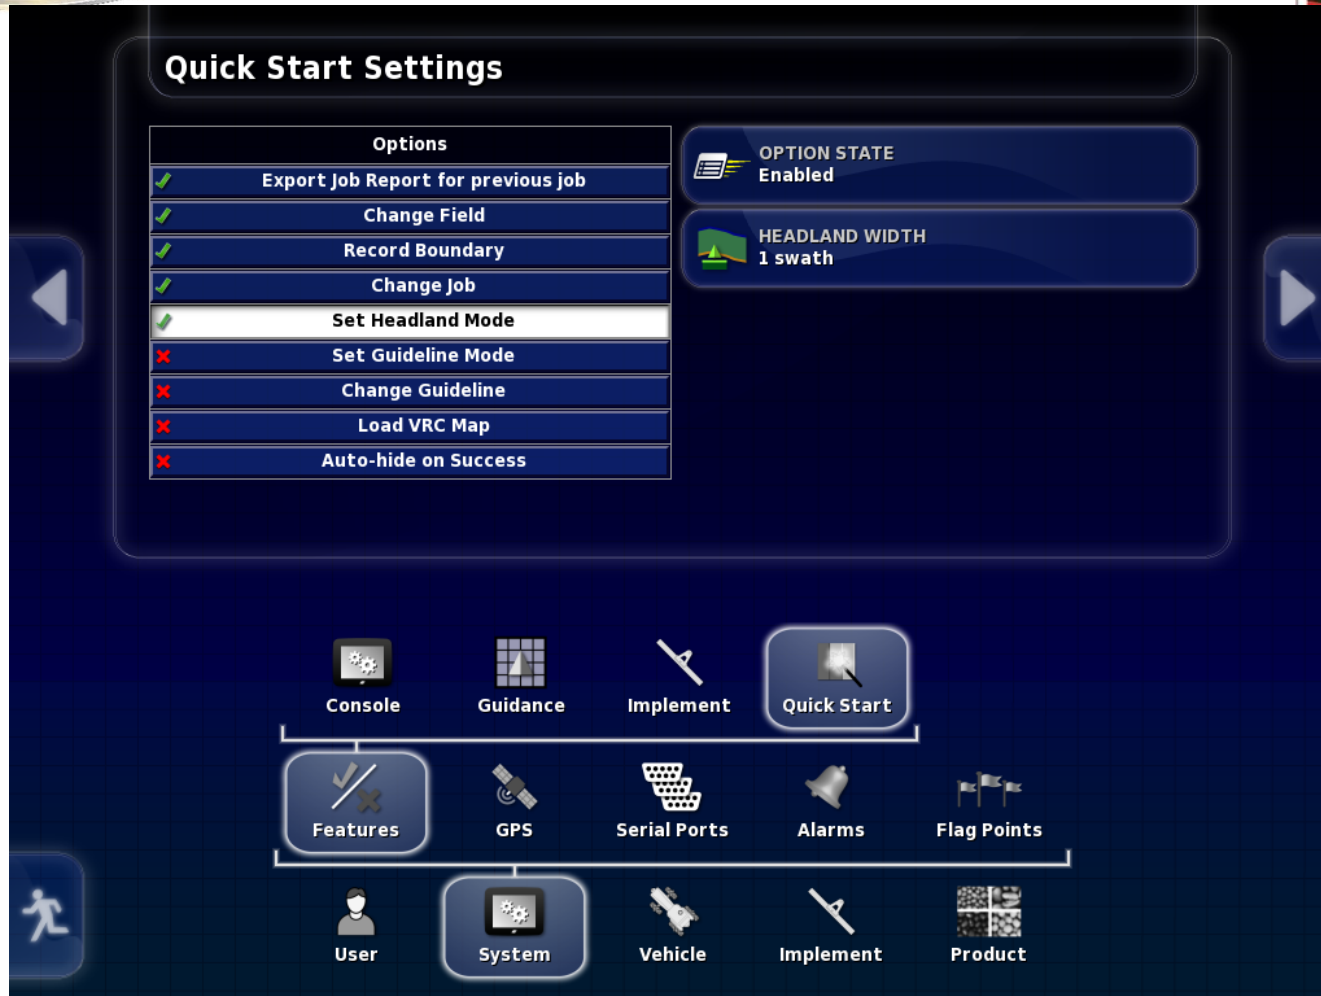 Quick Start Settings
Options
Export Job Report for previous job
Change Field
Record Boundary
Change Job
Set Headland Mode
Set Guideline Mode
Change Guideline
Load VRC Map
Auto-hide on Success
OPTION STATE
Enabled
HEADLAND WIDTH
1 swath
Console Guidance Implement Quick Start
Features GPS Serial Ports Alarms Flag Points
User System Vehicle Implement Product